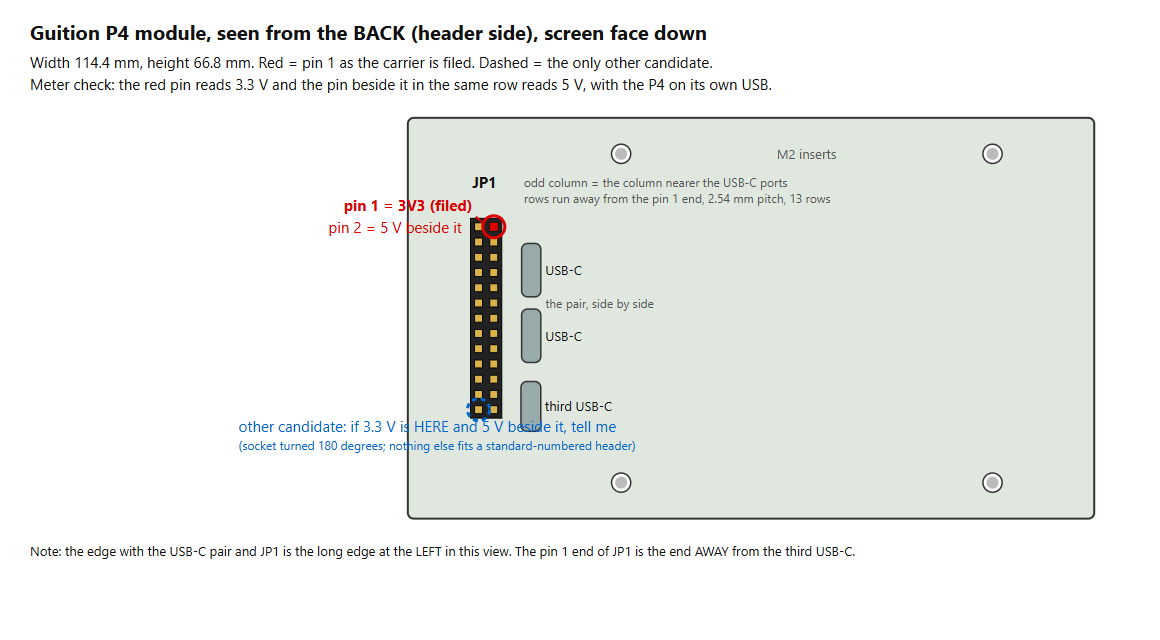 Guition P4 module, seen from the BACK (header side), screen face down
Width 114.4 mm, height 66.8 mm. Red = pin 1 as the carrier is filed. Dashed = the only other candidate.
Meter check: the red pin reads 3.3 V and the pin beside it in the same row reads 5 V, with the P4 on its own USB.
M2 inserts
JP1
odd column = the column nearer the USB-C ports
rows run away from the pin 1 end, 2.54 mm pitch, 13 rows
pin 1 = 3V3 (filed)
pin 2 = 5 V beside it
USB-C
the pair, side by side
USB-C
third USB-C
other candidate: if 3.3 V is HERE and 5 V beside it, tell me
(socket turned 180 degrees; nothing else fits a standard-numbered header)
Note: the edge with the USB-C pair and JP1 is the long edge at the LEFT in this view. The pin 1 end of JP1 is the end AWAY from the third USB-C.